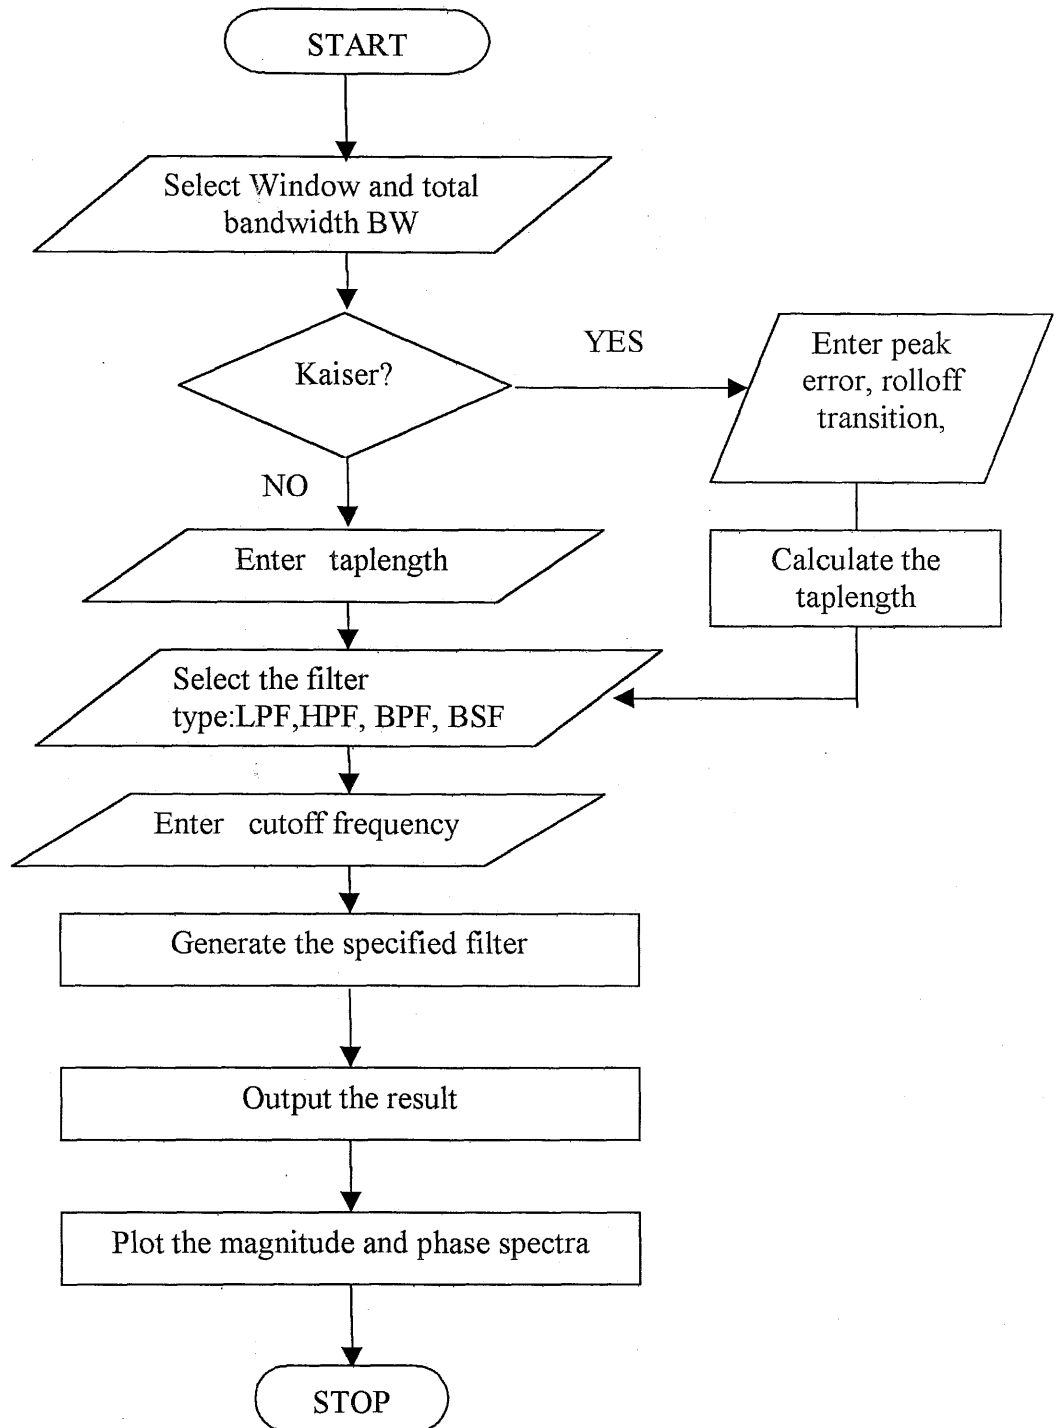 START
Select Window and total
bandwidth BW
Kaiser?
YES
Enter peak
error, rolloff
transition,
NO
Enter taplength
Calculate the
taplength
Select the filter
type:LPF,HPF, BPF, BSF
Enter cutoff frequency
Generate the specified filter
Output the result
Plot the magnitude and phase spectra
STOP